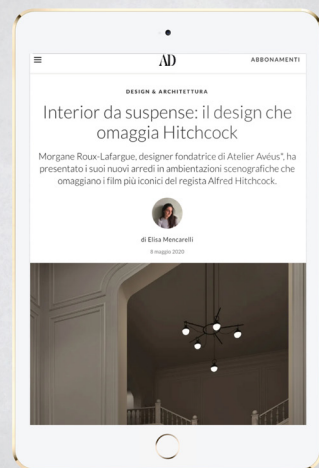 AD
ABBONAMENTI
DESIGN & ARCHITETTURA
Interior da suspense: il design che
omaggia Hitchcock
Morgane Roux-Lafargue, designer fondatrice di Atelier Avéus", ha
presentato i suoi nuovi arredi in ambientazioni scenografiche che
omaggiano i film più iconici del regista Alfred Hitchcock.
di Elisa Mencarelli
8 maggio 2020